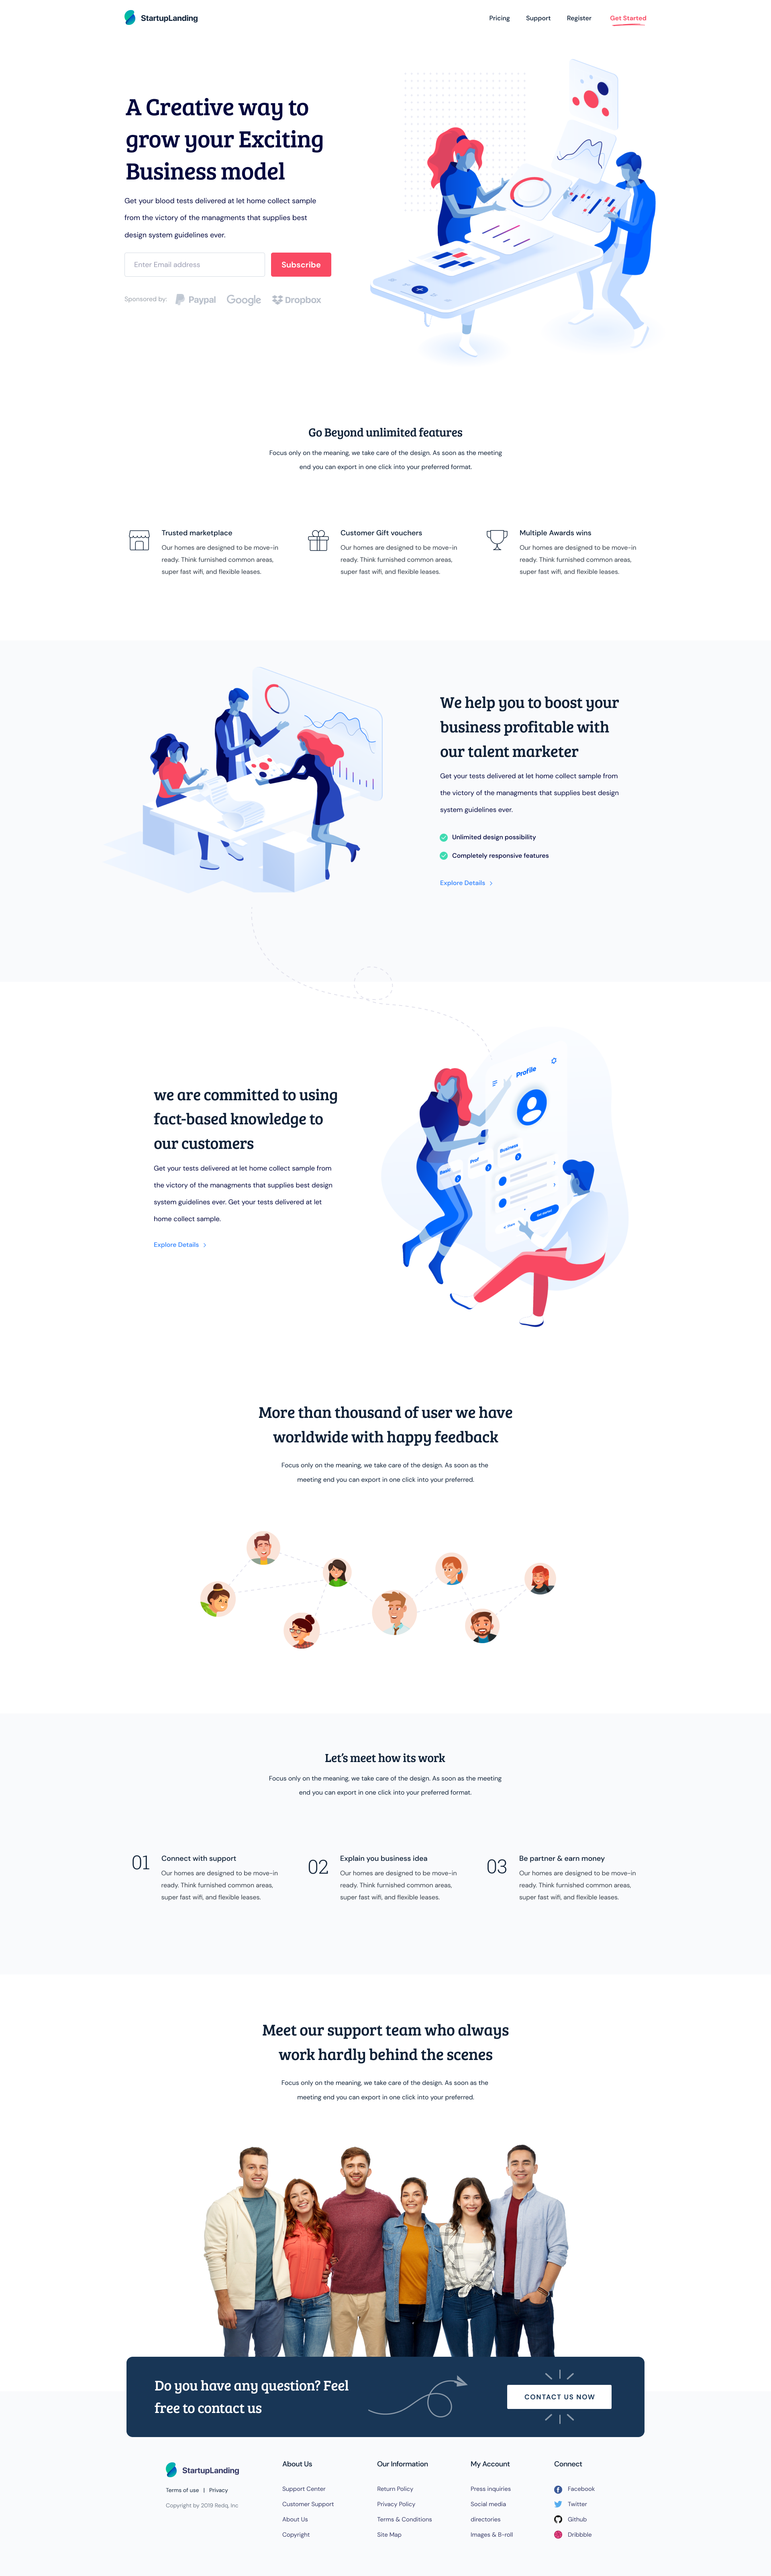 StartupLanding
Pricing
Support
Register
Get Started
A Creative way to
grow your Exciting
Business model
Get your blood tests delivered at let home collect sample
from the victory of the managments that supplies best
design system guidelines ever.
Enter Email address
Subscribe
Sponsored by:
Paypal
Google
Dropbox
Go Beyond unlimited features
Focus only on the meaning, we take care of the design. As soon as the meeting
end you can export in one click into your preferred format.
Trusted marketplace
Our homes are designed to be move-in
ready. Think furnished common areas,
super fast wifi, and flexible leases.
Customer Gift vouchers
Our homes are designed to be move-in
ready. Think furnished common areas,
super fast wifi, and flexible leases.
Multiple Awards wins
Our homes are designed to be move-in
ready. Think furnished common areas,
super fast wifi, and flexible leases.
We help you to boost your
business profitable with
our talent marketer
Get your tests delivered at let home collect sample from
the victory of the managments that supplies best design
system guidelines ever.
Unlimited design possibility
Completely responsive features
Explore Details
we are committed to using
fact-based knowledge to
our customers
Get your tests delivered at let home collect sample from
the victory of the managments that supplies best design
system guidelines ever. Get your tests delivered at let
home collect sample.
Explore Details
Profile
Business
Prof
Basic
More than thousand of user we have
worldwide with happy feedback
Focus only on the meaning, we take care of the design. As soon as the
meeting end you can export in one click into your preferred.
Let's meet how its work
Focus only on the meaning, we take care of the design. As soon as the meeting
end you can export in one click into your preferred format.
01
Connect with support
Our homes are designed to be move-in
ready. Think furnished common areas,
super fast wifi, and flexible leases.
02
Explain you business idea
Our homes are designed to be move-in
ready. Think furnished common areas,
super fast wifi, and flexible leases.
03
Be partner & earn money
Our homes are designed to be move-in
ready. Think furnished common areas,
super fast wifi, and flexible leases.
Meet our support team who always
work hardly behind the scenes
Focus only on the meaning, we take care of the design. As soon as the
meeting end you can export in one click into your preferred.
Do you have any question? Feel
free to contact us
CONTACT US NOW
StartupLanding
Terms of use | Privacy
Copyright by 2019 Redq, Inc
About Us
Support Center
Customer Support
About Us
Copyright
Our Information
Return Policy
Privacy Policy
Terms & Conditions
Site Map
My Account
Press inquiries
Social media
directories
Images & B-roll
Connect
Facebook
Twitter
Github
Dribbble